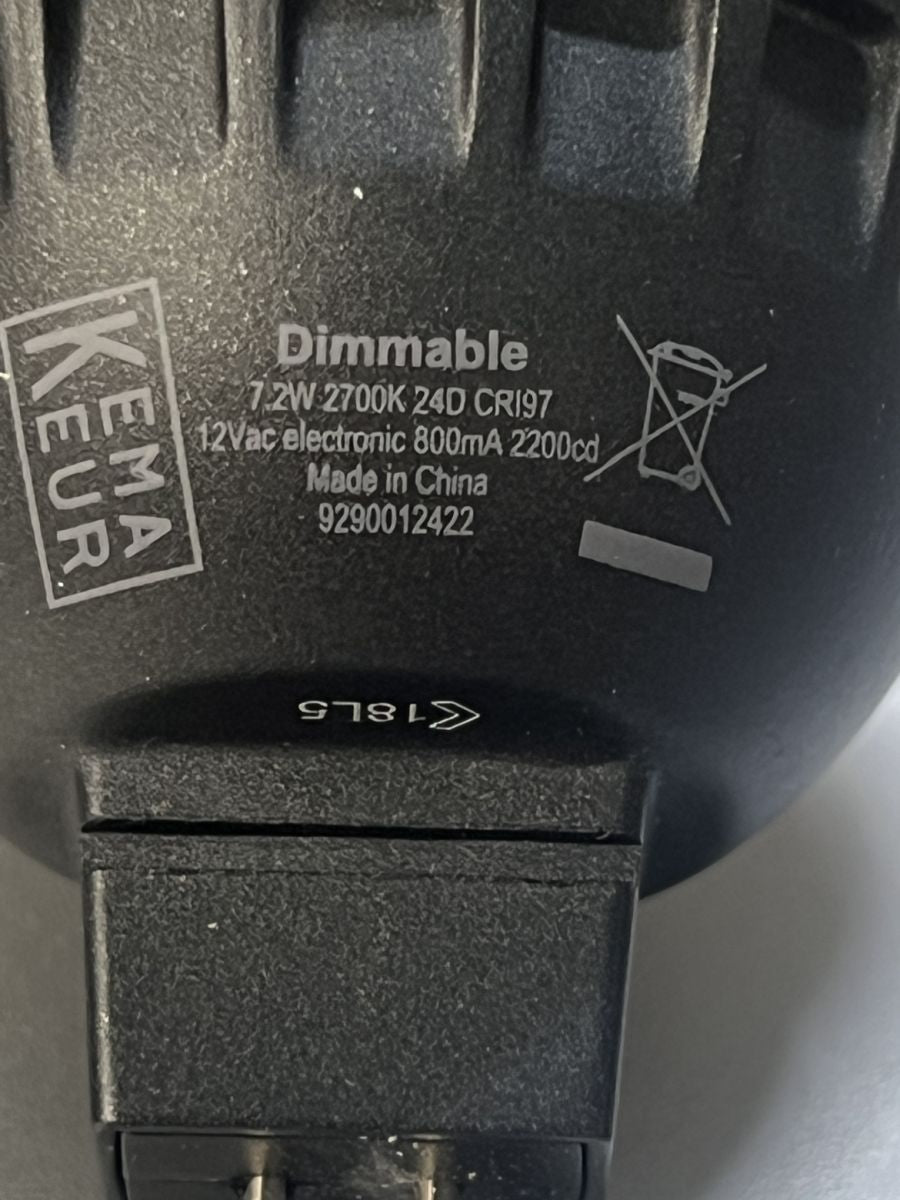 KEMA
KEUR
Dimmable
7.2W 2700K 24D CRI97
12Vac electronic 800mA 2200cd
Made in China
9290012422
18L5